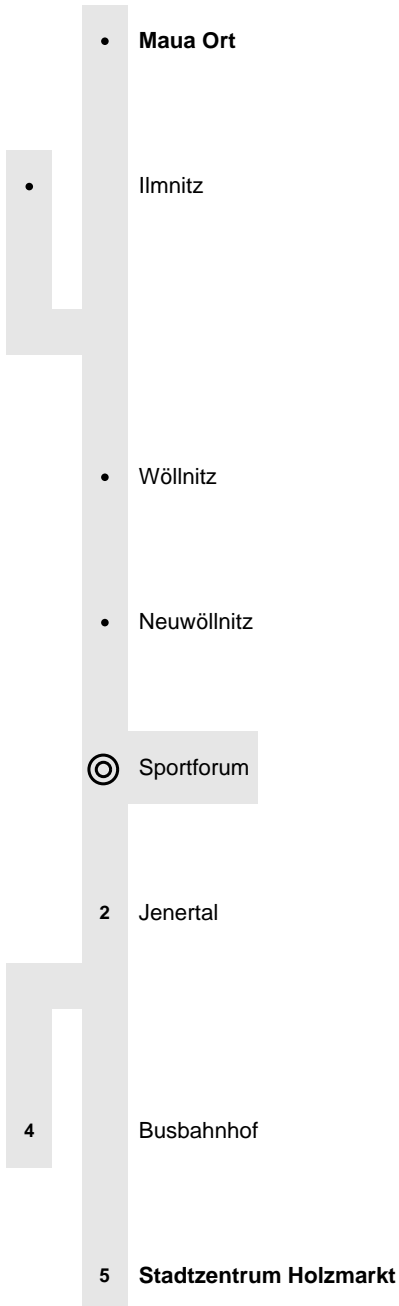 Maua Ort
Ilmnitz
Wöllnitz
Neuwöllnitz
Sportforum
2 Jenertal
4 Busbahnhof
5 Stadtzentrum Holzmarkt